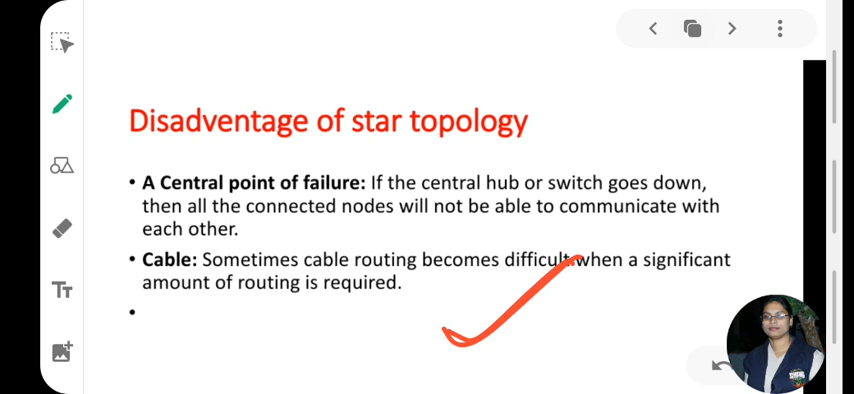 Disadventage of star topology
• A Central point of failure: If the central hub or switch goes down,
then all the connected nodes will not be able to communicate with
each other.
• Cable: Sometimes cable routing becomes difficult when a significant
amount of routing is required.
•
Tт